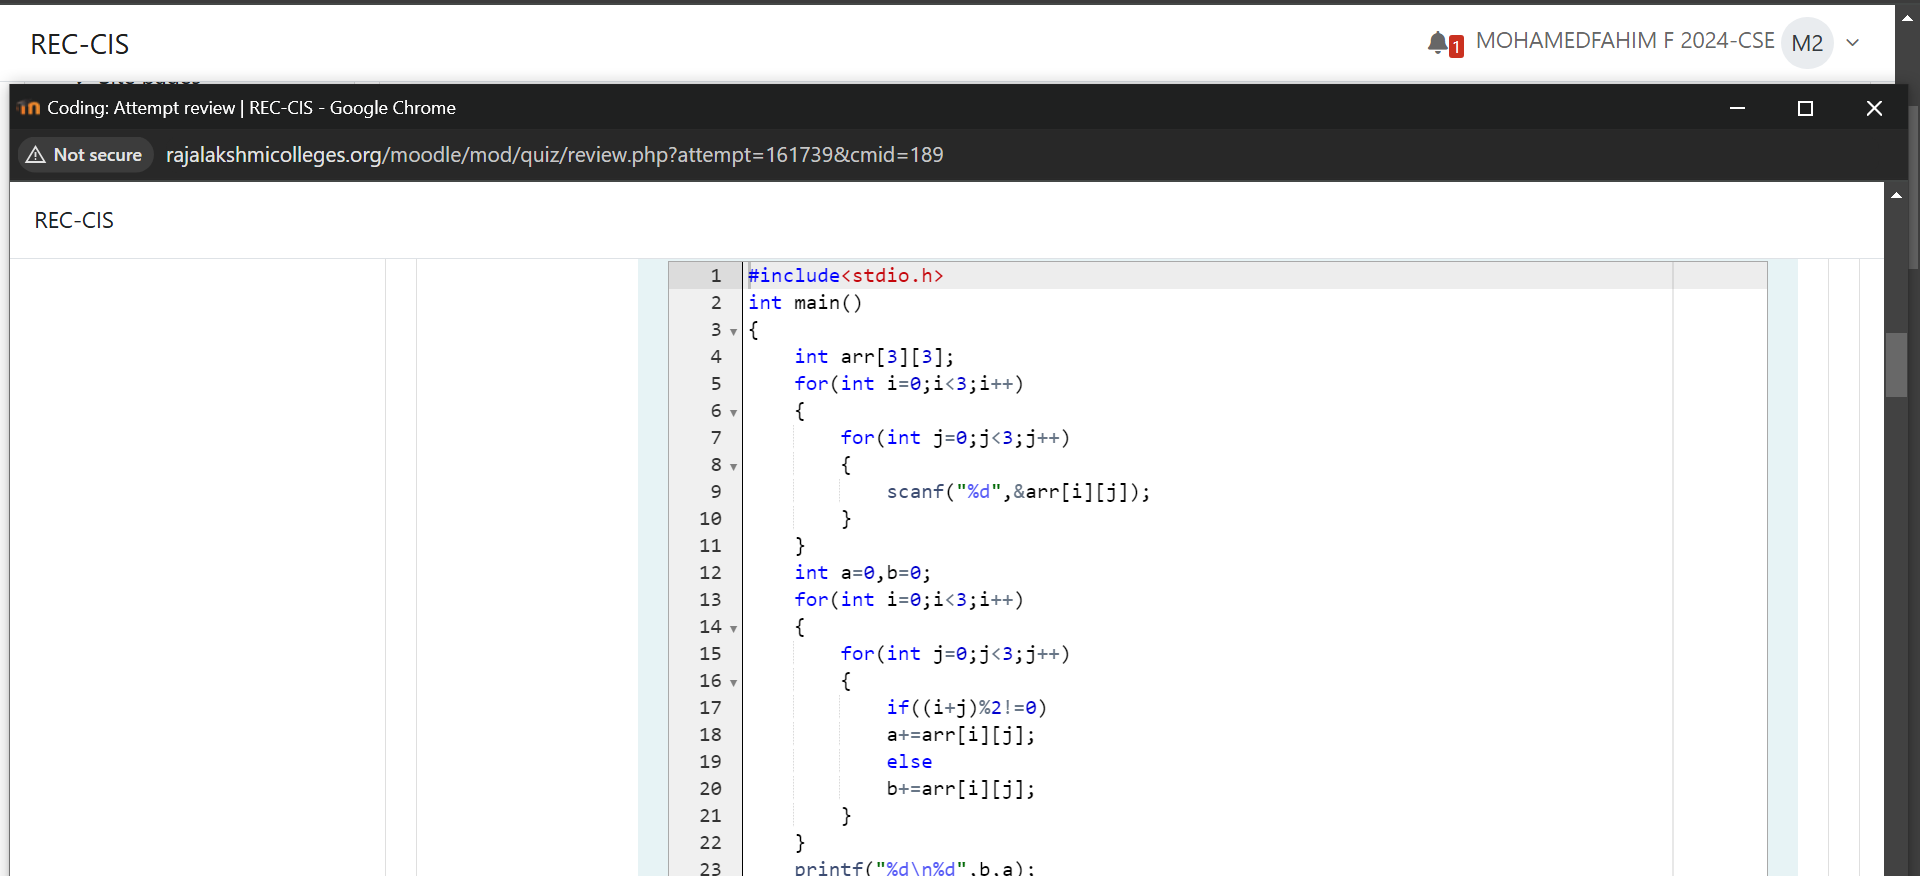 REC-CIS
1
MOHAMEDFAHIM F 2024-CSE
M2
Coding: Attempt review | REC-CIS - Google Chrome
Not secure
rajalakshmicolleges.org/moodle/mod/quiz/review.php?attempt=161739&cmid=189
REC-CIS
1 #include<stdio.h>
2 int main()
3 {
4     int arr[3][3];
5     for(int i=0;i<3;i++)
6     {
7         for(int j=0;j<3;j++)
8         {
9             scanf("%d",&arr[i][j]);
10         }
11     }
12     int a=0,b=0;
13     for(int i=0;i<3;i++)
14     {
15         for(int j=0;j<3;j++)
16         {
17             if((i+j)%2!=0)
18             a+=arr[i][j];
19             else
20             b+=arr[i][j];
21         }
22     }
23     printf("%d\n%d",b,a);